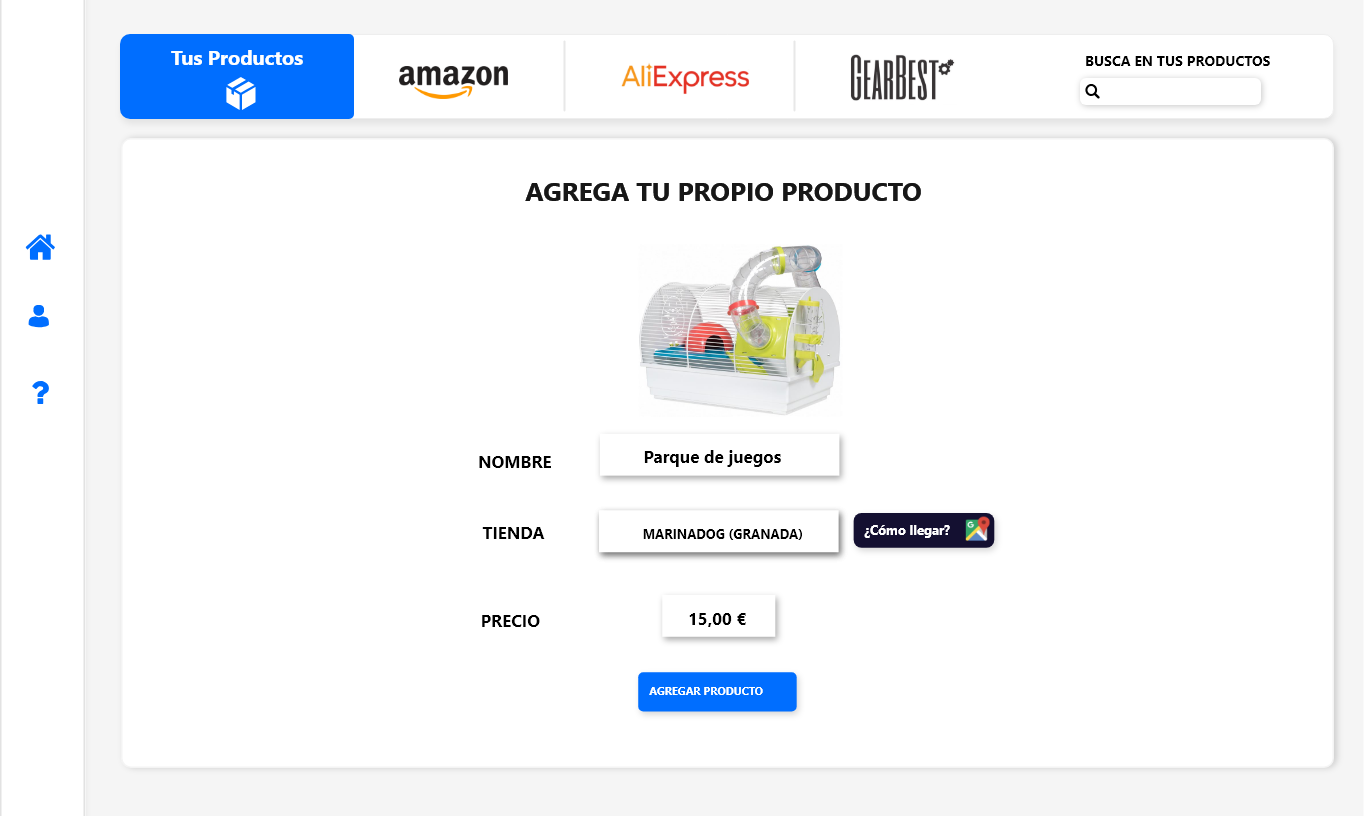 Tus Productos
amazon
AliExpress
GEARBEST
BUSCA EN TUS PRODUCTOS
AGREGA TU PROPIO PRODUCTO
NOMBRE
Parque de juegos
TIENDA
MARINADOG (GRANADA)
¿Cómo llegar?
G
PRECIO
15,00 €
AGREGAR PRODUCTO
?